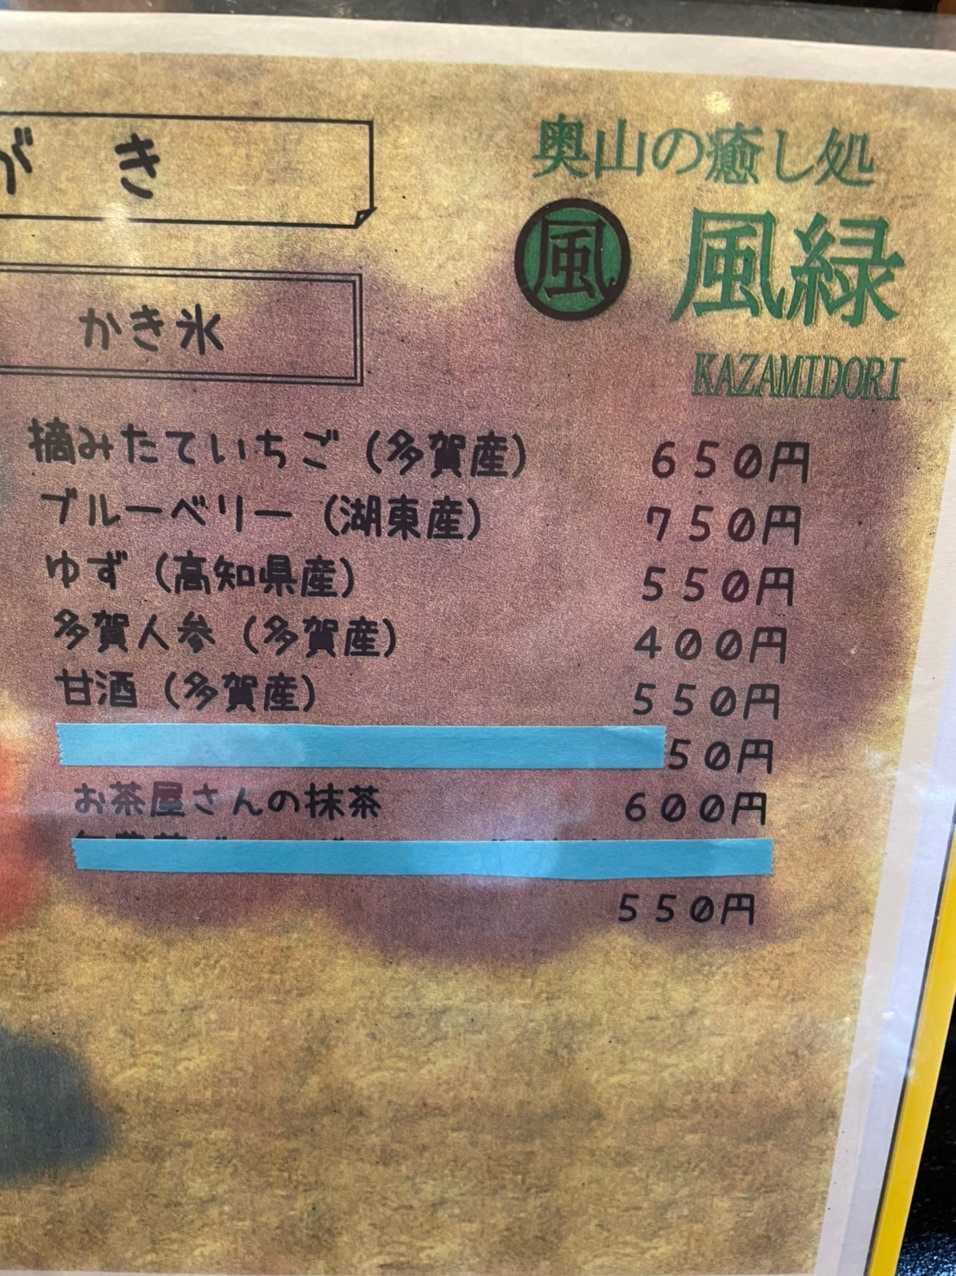 がき
奥山の癒し処
風 風緑
KAZAMIDORI
かき氷
摘みたていちご（多賀産） 650円
ブルーベリー（湖東産） 750円
ゆず（高知県産） 550円
多賀人参（多賀産） 400円
甘酒（多賀産） 550円
50円
お茶屋さんの抹茶 600円
550円